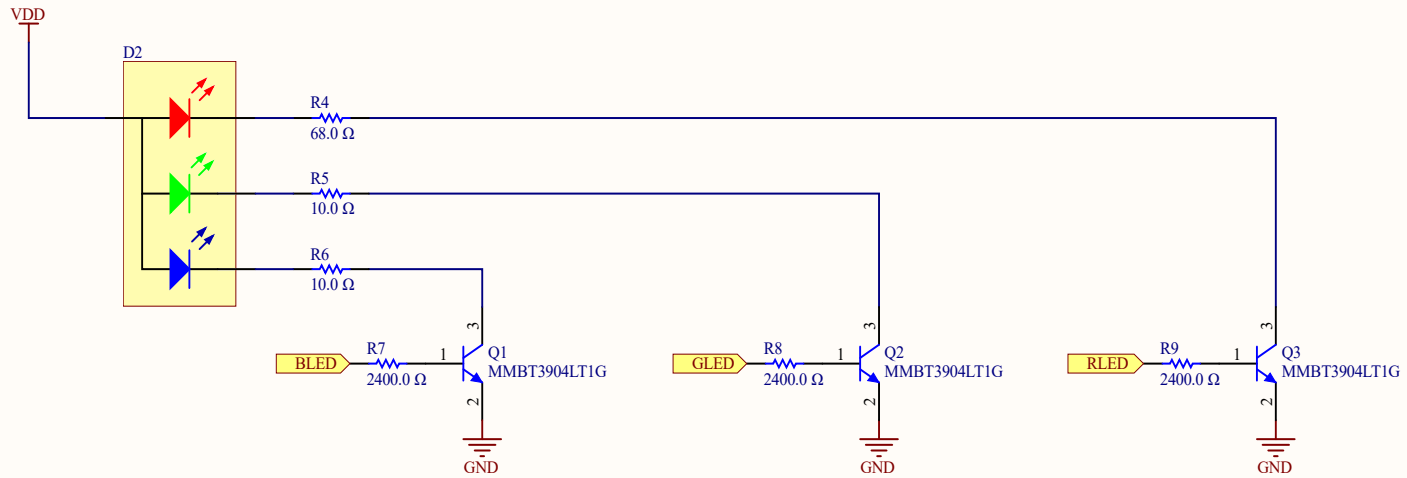 VDD
D2
R4
68.0 Ω
R5
10.0 Ω
R6
10.0 Ω
BLED
R7
2400.0 Ω
1
3
Q1
MMBT3904LT1G
2
GND
GLED
R8
2400.0 Ω
1
3
Q2
MMBT3904LT1G
2
GND
RLED
R9
2400.0 Ω
1
3
Q3
MMBT3904LT1G
2
GND